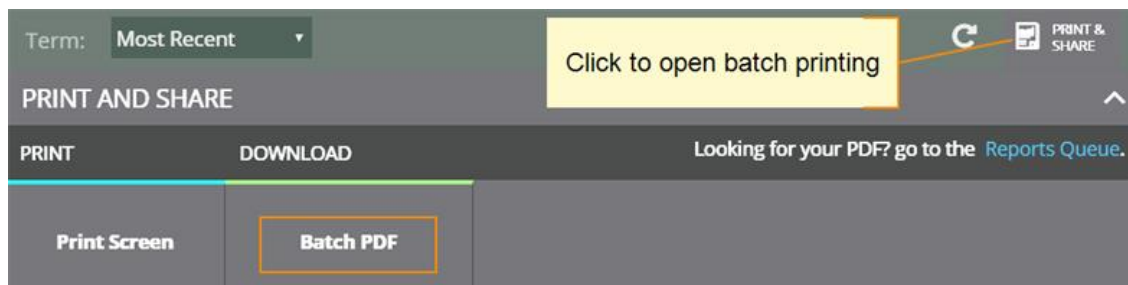 Term: Most Recent
Click to open batch printing
PRINT &
SHARE
PRINT AND SHARE
PRINT
DOWNLOAD
Looking for your PDF? go to the Reports Queue.
Print Screen
Batch PDF